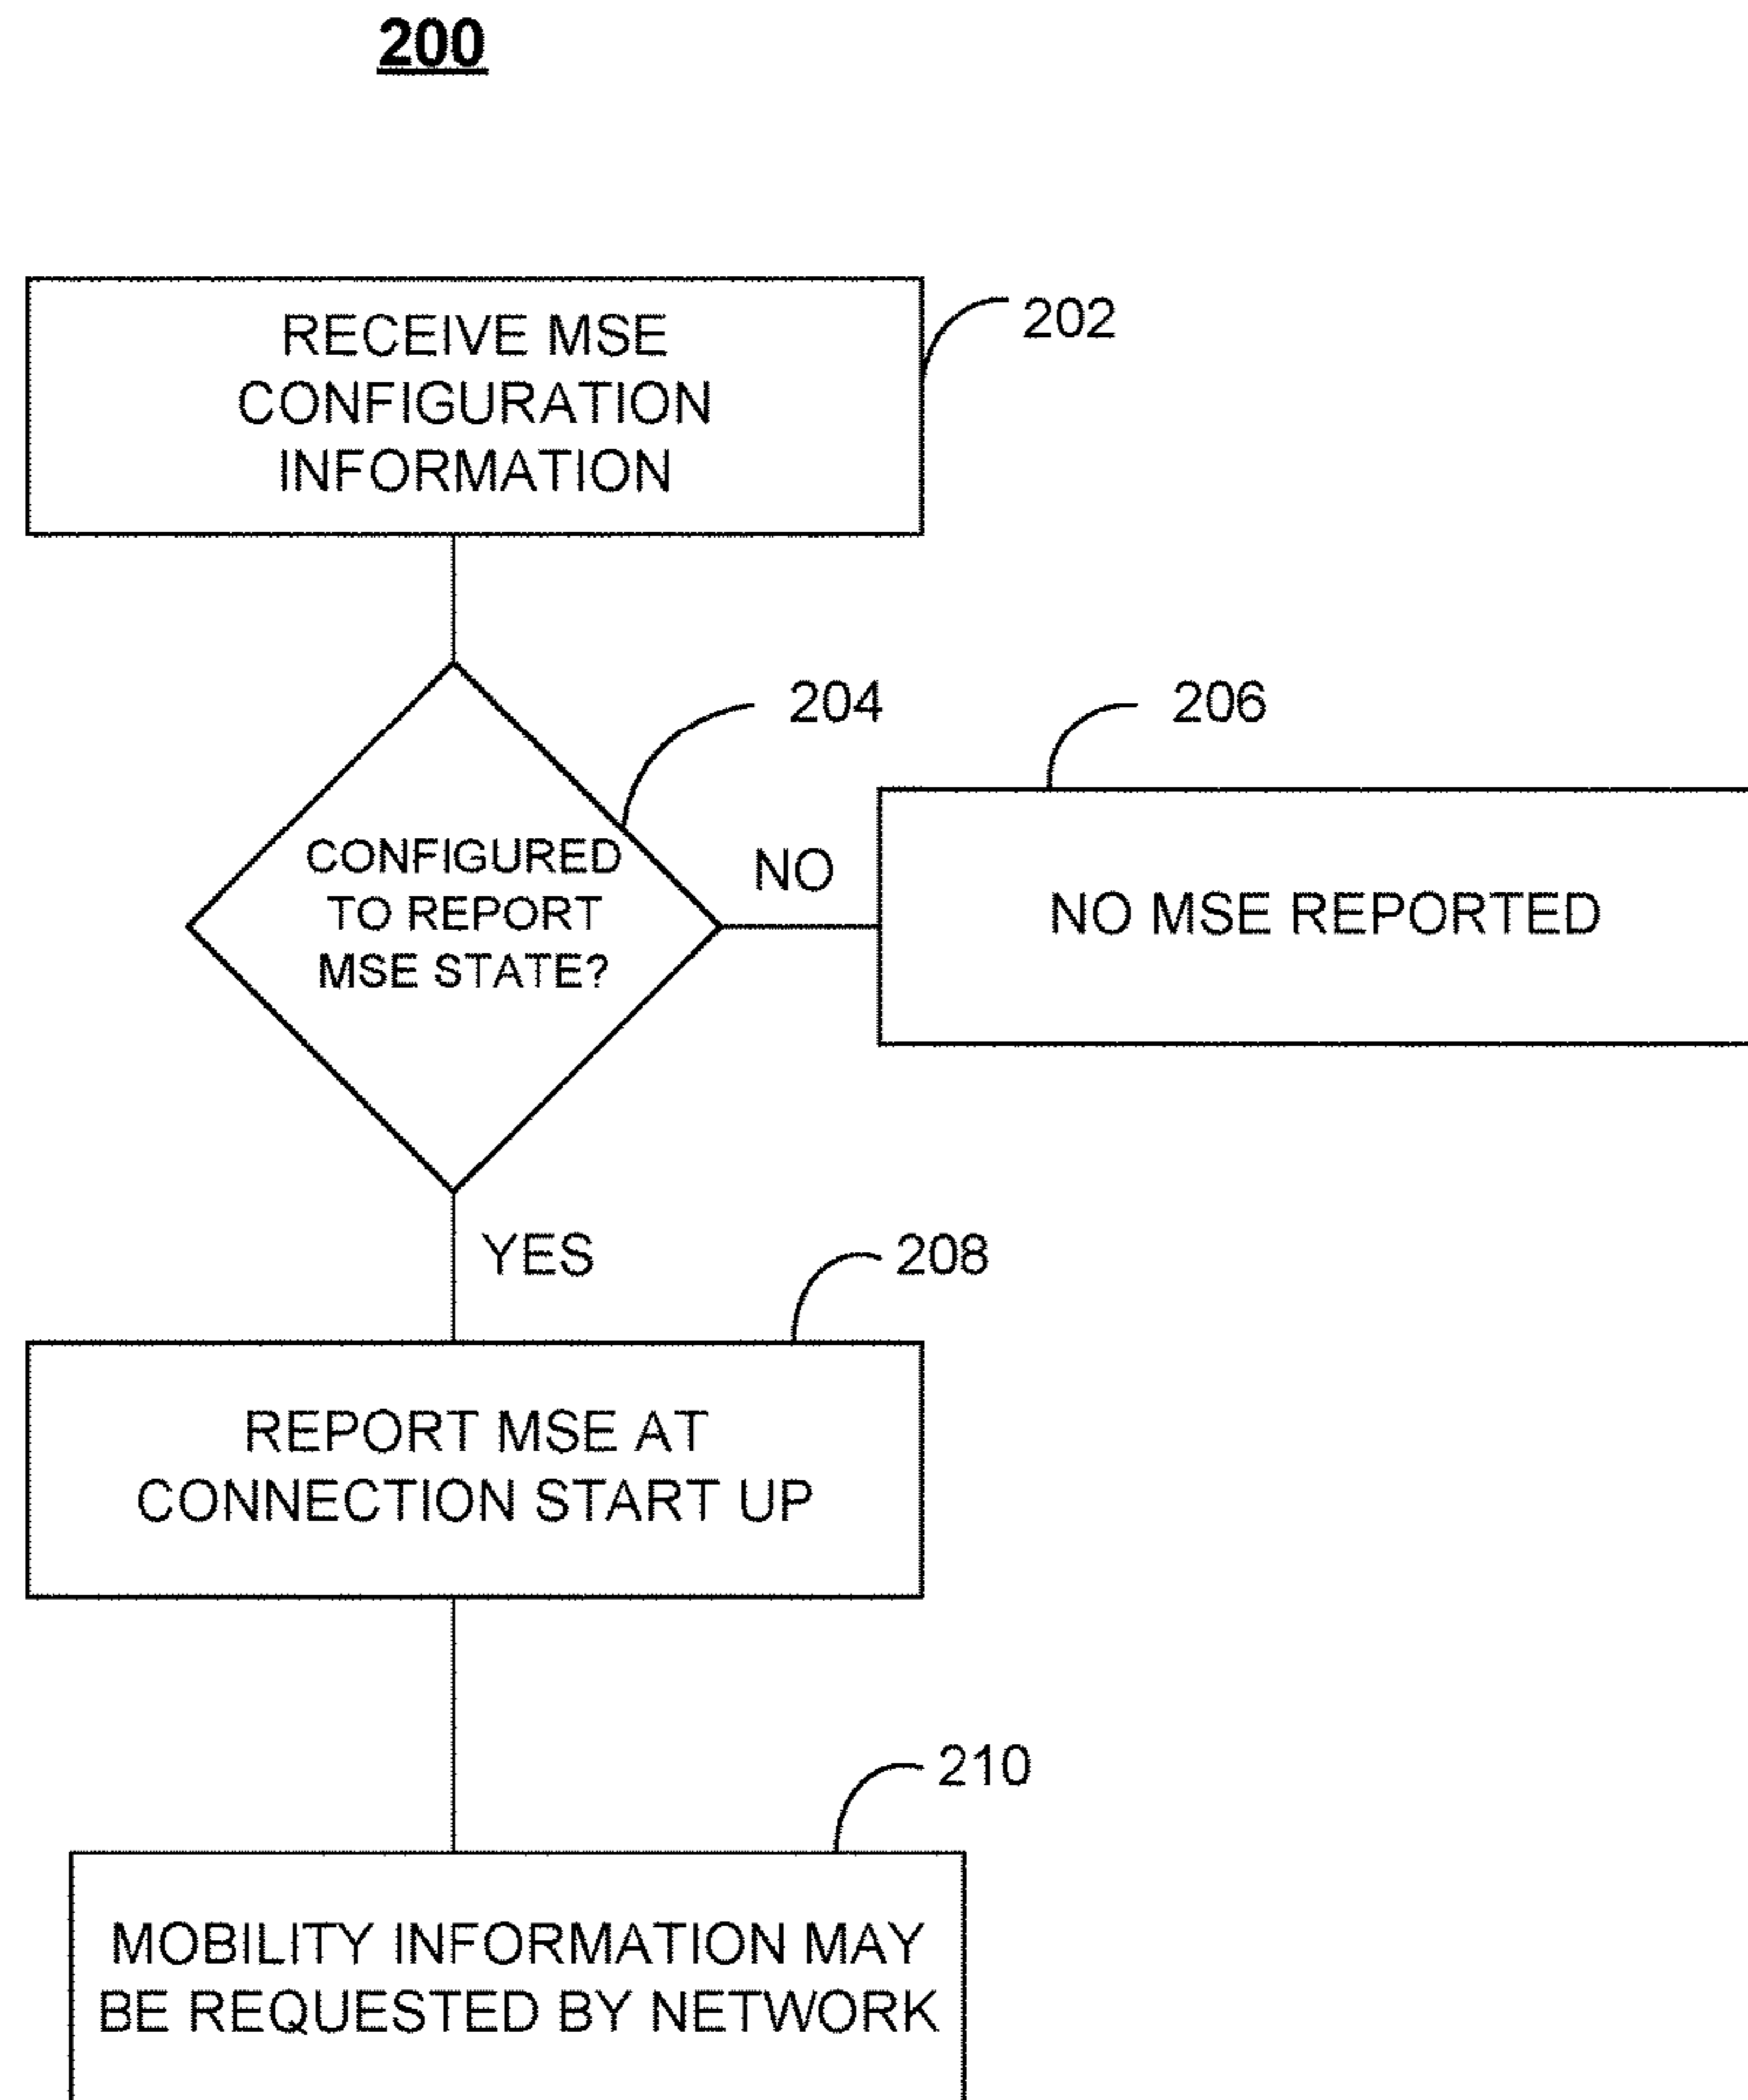 200
RECEIVE MSE
CONFIGURATION
INFORMATION
202
204
CONFIGURED
TO REPORT
MSE STATE?
NO
206
NO MSE REPORTED
YES
208
REPORT MSE AT
CONNECTION START UP
210
MOBILITY INFORMATION MAY
BE REQUESTED BY NETWORK